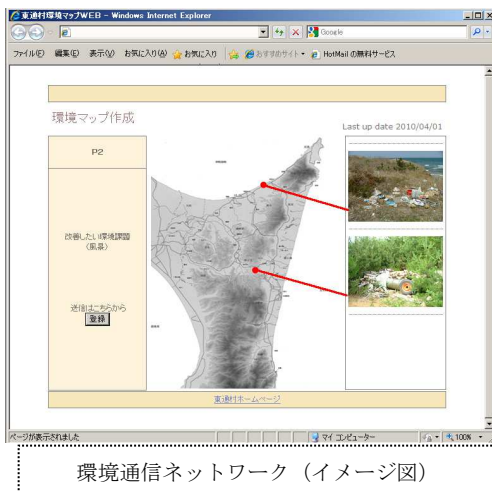 東通村環境マップWEB - Windows Internet Explorer
Google
ファイル(F) 編集(E) 表示(V) お気に入り(A) お気に入り おすすめサイト HotMail の無料サービス
環境マップ作成
Last up date 2010/04/01
P2
改善したい環境課題
(風景)
送信はこちらから
登録
東通村ホームページ
ページが表示されました
マイ コンピューター
100%
環境通信ネットワーク（イメージ図）